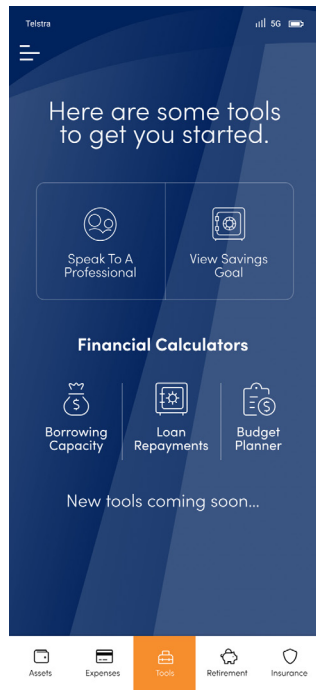 Telstra 5G
Here are some tools
to get you started.
Speak To A
Professional
View Savings
Goal
Financial Calculators
Borrowing
Capacity
Loan
Repayments
Budget
Planner
New tools coming soon...
Assets Expenses Tools Retirement Insurance